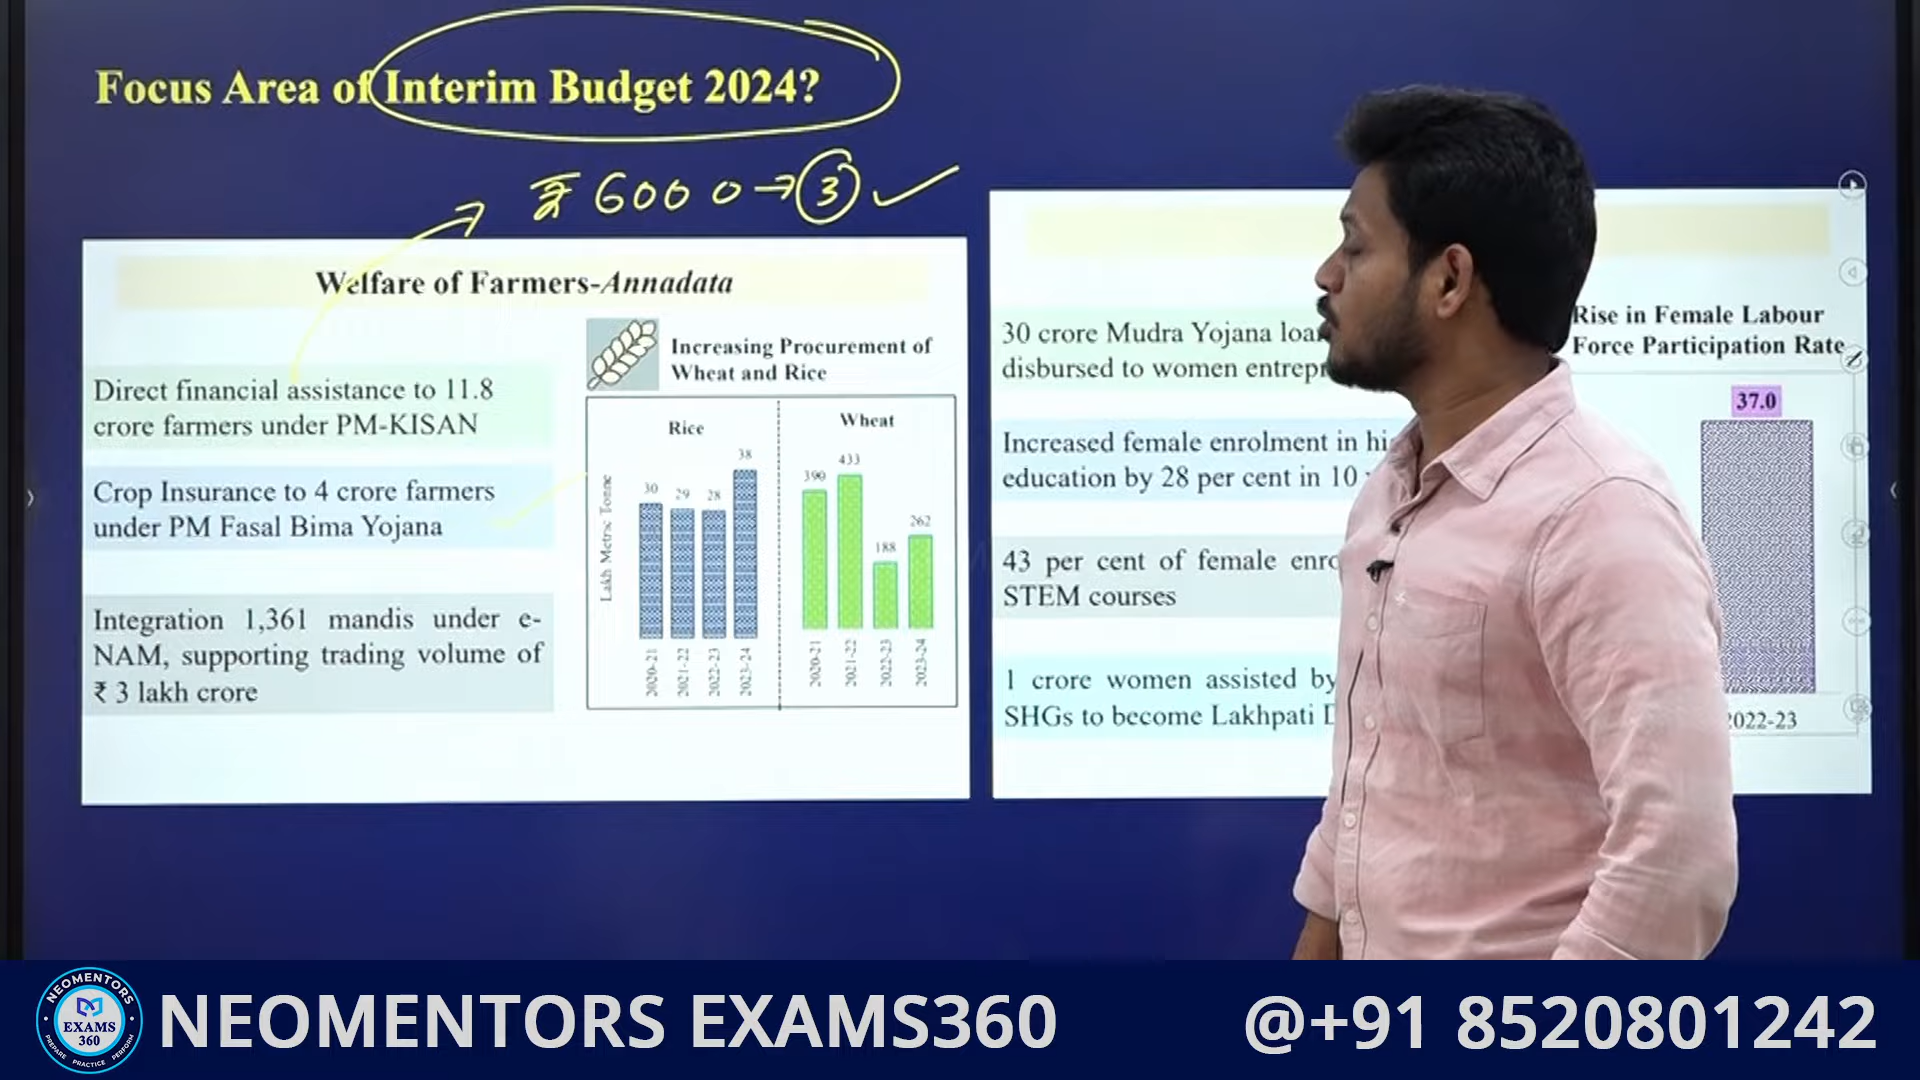 Focus Area of Interim Budget 2024?
₹ 6000 → 3
Welfare of Farmers-Annadata
Direct financial assistance to 11.8
crore farmers under PM-KISAN
Crop Insurance to 4 crore farmers
under PM Fasal Bima Yojana
Integration 1,361 mandis under e-
NAM, supporting trading volume of
₹ 3 lakh crore
Increasing Procurement of
Wheat and Rice
Lakh Metric Tonne
Rice
30 29 28 38
2020-21 2021-22 2022-23 2023-24
Wheat
390 433 188 262
2020-21 2021-22 2022-23 2023-24
30 crore Mudra Yojana
disbursed to women
Increased female enrolment in
education by 28 per cent in 10
43 per cent of female
STEM courses
1 crore women assisted by
SHGs to become Lakhpati
Rise in Female Labour
Force Participation Rate
37.0
2022-23
NEOMENTORS
EXAMS
360
PREPARE PRACTICE PERFORM
NEOMENTORS EXAMS360
@+91 8520801242